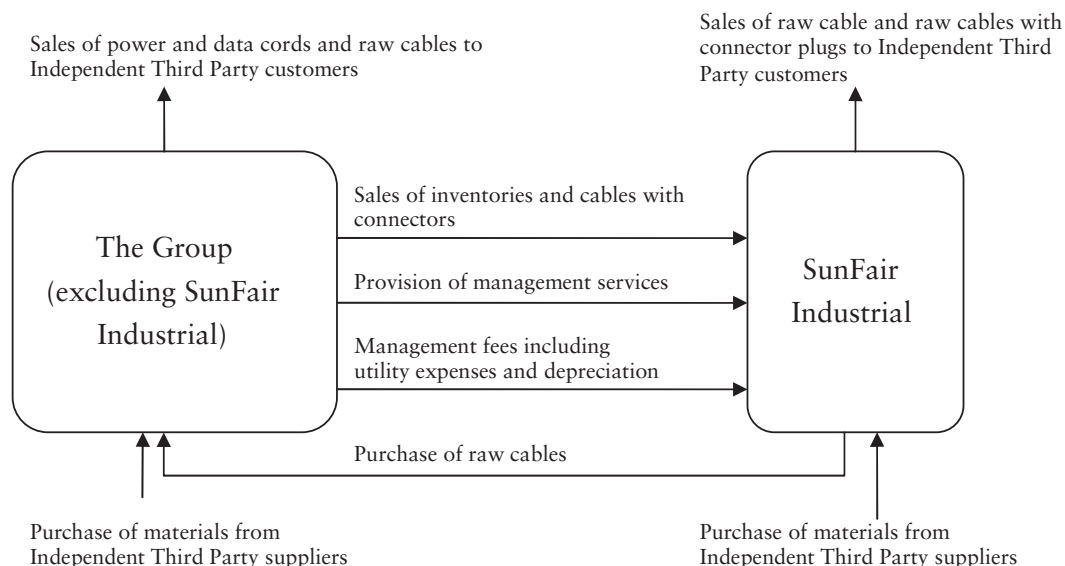 Sales of power and data cords and raw cables to
Independent Third Party customers
Sales of raw cable and raw cables with
connector plugs to Independent Third
Party customers
The Group
(excluding SunFair
Industrial)
Sales of inventories and cables with
connectors
Provision of management services
Management fees including
utility expenses and depreciation
Purchase of raw cables
SunFair
Industrial
Purchase of materials from
Independent Third Party suppliers
Purchase of materials from
Independent Third Party suppliers